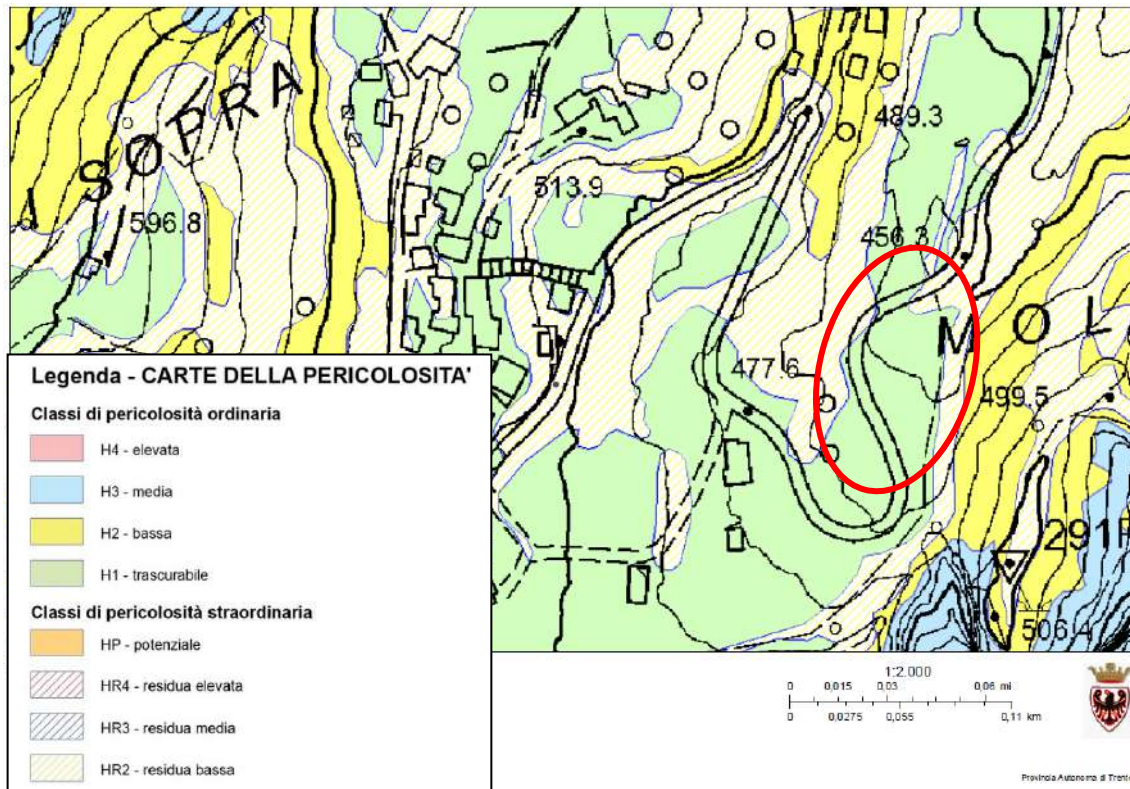 I SOPRA
489.3
513.9
596.8
456.3
M O L
477.6
499.5
291P
506.4
Legenda - CARTE DELLA PERICOLOSITA'
Classi di pericolosità ordinaria
H4 - elevata
H3 - media
H2 - bassa
H1 - trascurabile
Classi di pericolosità straordinaria
HP - potenziale
HR4 - residua elevata
HR3 - residua media
HR2 - residua bassa
1:2.000
0 0,015 0,03 0,06 mi
0 0,0275 0,055 0,11 km
Provincia Autonoma di Trento